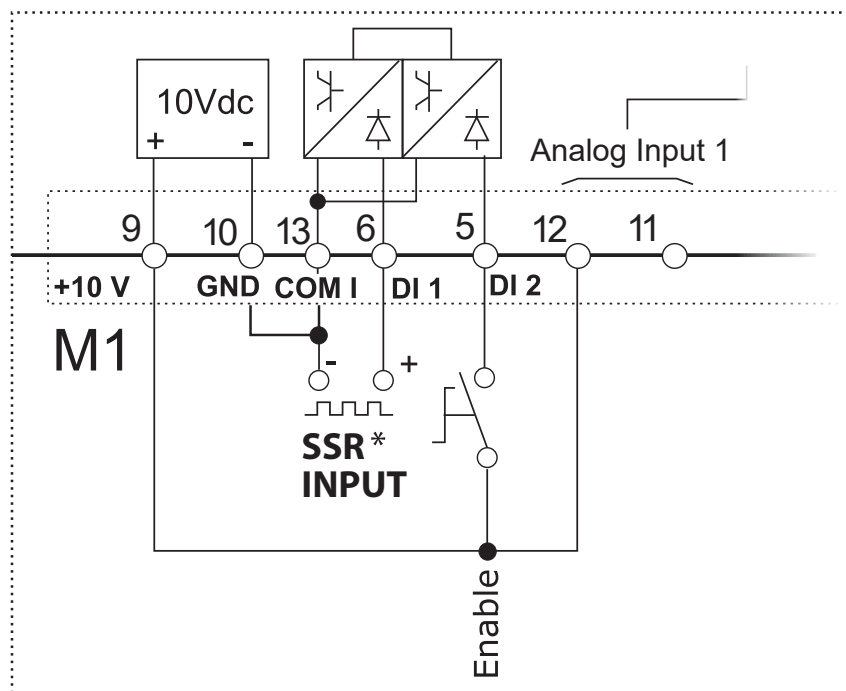 10Vdc
+ -
Analog Input 1
9 10 13 6 5 12 11
+10 V GND COM I DI 1 DI 2
M1
- +
SSR*
INPUT
Enable